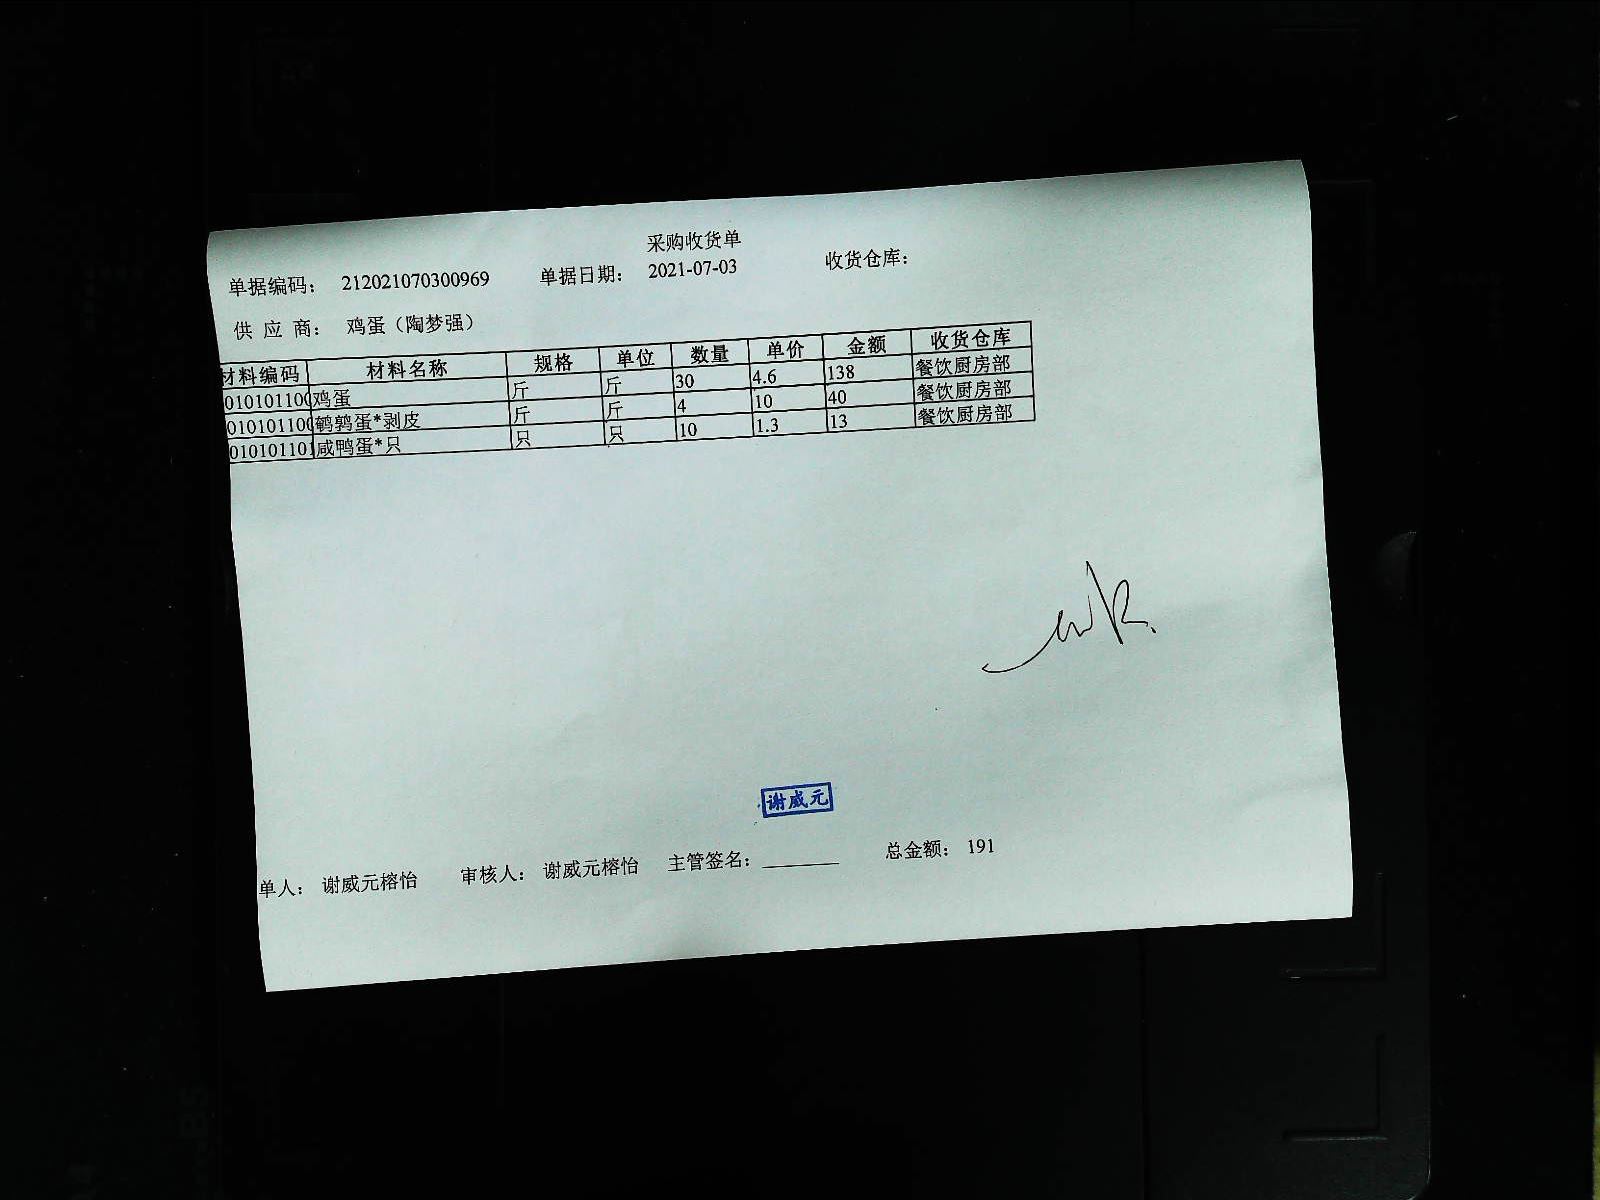 采购收货单
单据编码： 212021070300969 单据日期： 2021-07-03 收货仓库：
供 应 商： 鸡蛋（陶梦强）
材料编码 材料名称 规格 单位 数量 单价 金额 收货仓库
01010110 鸡蛋 斤 斤 30 4.6 138 餐饮厨房部
01010110 鹌鹑蛋*剥皮 斤 斤 4 10 40 餐饮厨房部
01010110 咸鸭蛋*只 只 只 10 1.3 13 餐饮厨房部
谢威元
单人： 谢威元榕怡 审核人： 谢威元榕怡 主管签名： 总金额： 191